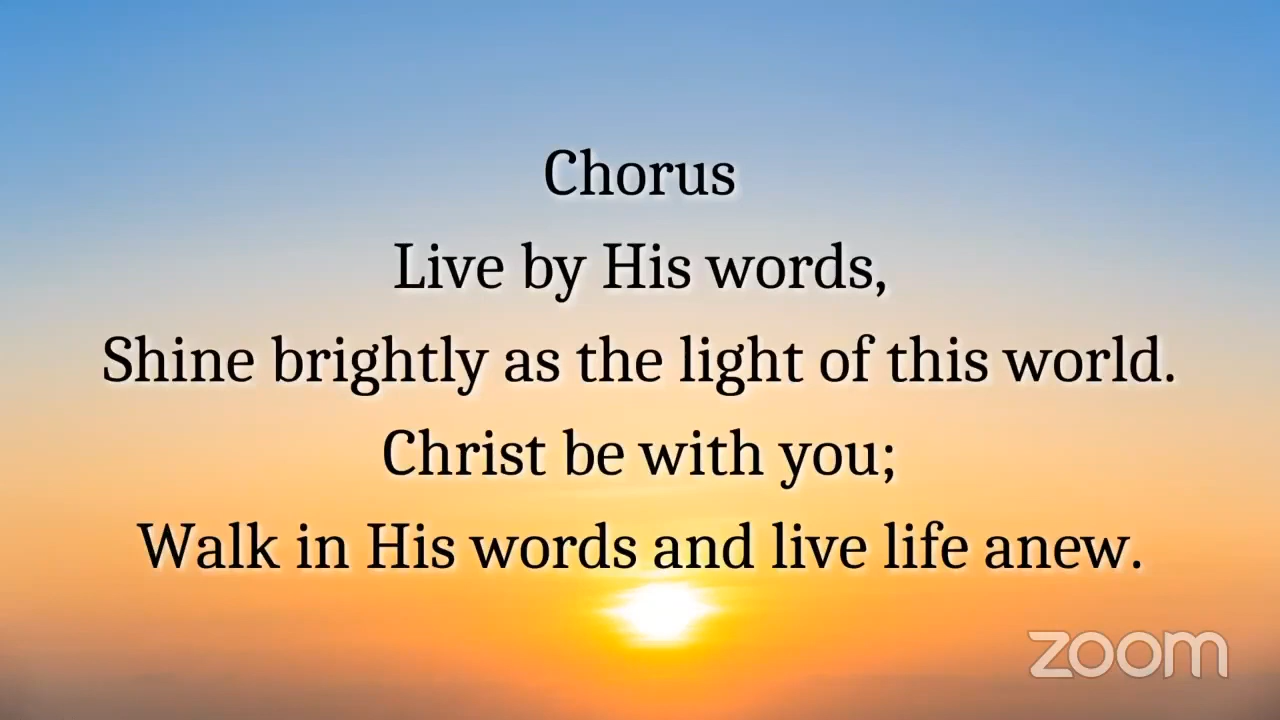 Chorus
Live by His words,
Shine brightly as the light of this world.
Christ be with you;
Walk in His words and live life anew.
zoom